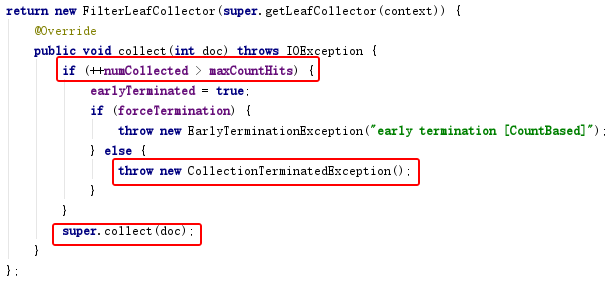 return new FilterLeafCollector(super.getLeafCollector(context)) {
@Override
public void collect(int doc) throws IOException {
if (++numCollected > maxCountHits) {
earlyTerminated = true;
if (forceTermination) {
throw new EarlyTerminationException("early termination [CountBased]");
} else {
throw new CollectionTerminatedException();
}
}
super.collect(doc);
}
};